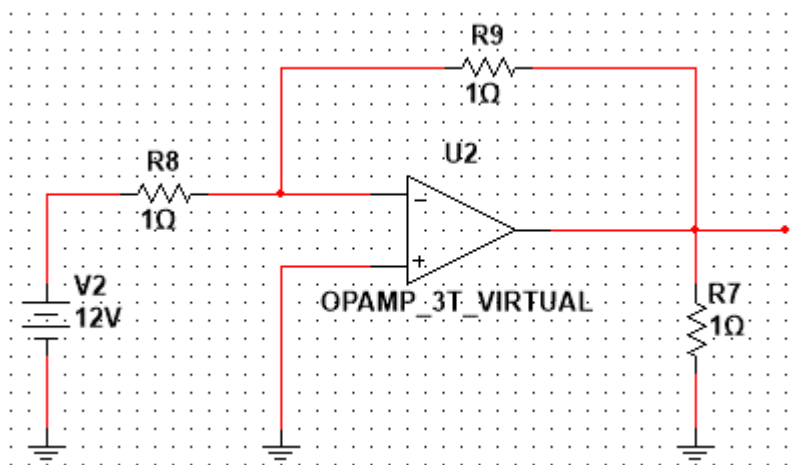 R9
1Ω
U2
R8
1Ω
−
+
V2
12V
OPAMP_3T_VIRTUAL
R7
1Ω